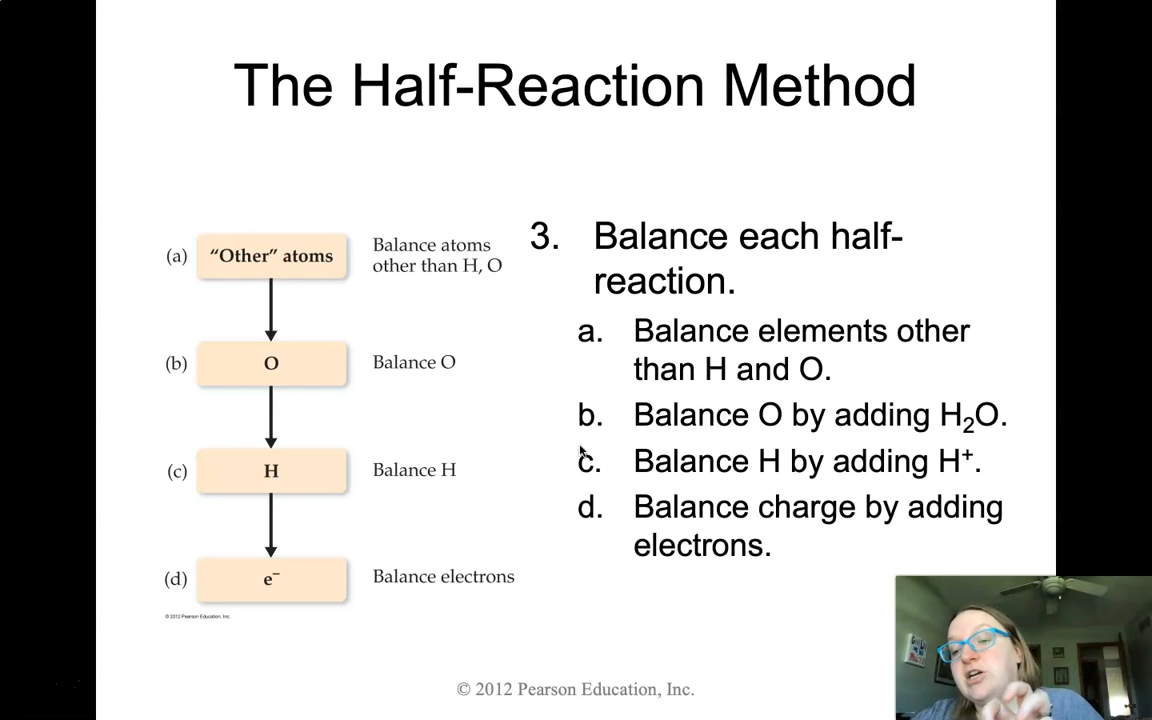 The Half-Reaction Method
(a) "Other" atoms Balance atoms
other than H, O
(b) O Balance O
(c) H Balance H
(d) e⁻ Balance electrons
© 2012 Pearson Education, Inc.
3. Balance each half-
reaction.
a. Balance elements other
than H and O.
b. Balance O by adding H₂O.
c. Balance H by adding H⁺.
d. Balance charge by adding
electrons.
© 2012 Pearson Education, Inc.